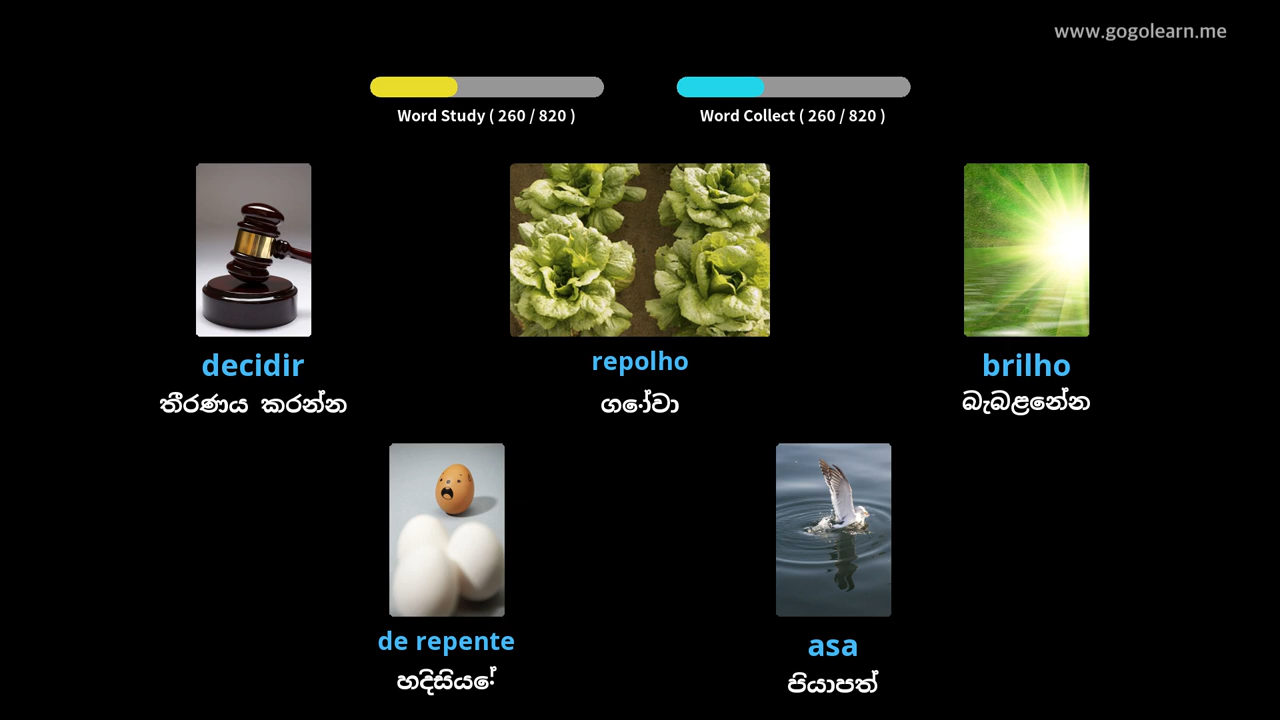 www.gogolearn.me
Word Study ( 260 / 820 )
Word Collect ( 260 / 820 )
decidir
තීරණය කරන්න
repolho
ගෝවා
brilho
බැබළෙන්න
de repente
හදිසියේ
asa
පියාපත්